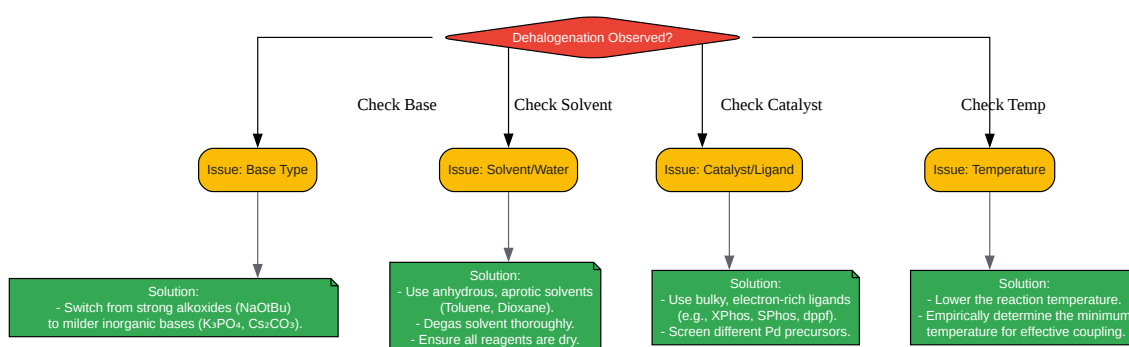 Dehalogenation Observed?
Check Base
Check Solvent
Check Catalyst
Check Temp
Issue: Base Type
Issue: Solvent/Water
Issue: Catalyst/Ligand
Issue: Temperature
Solution:
- Switch from strong alkoxides (NaOtBu)
to milder inorganic bases (K₃PO₄, Cs₂CO₃).
Solution:
- Use anhydrous, aprotic solvents
(Toluene, Dioxane).
- Degas solvent thoroughly.
- Ensure all reagents are dry.
Solution:
- Use bulky, electron-rich ligands
(e.g., XPhos, SPhos, dppf).
- Screen different Pd precursors.
Solution:
- Lower the reaction temperature.
- Empirically determine the minimum
temperature for effective coupling.